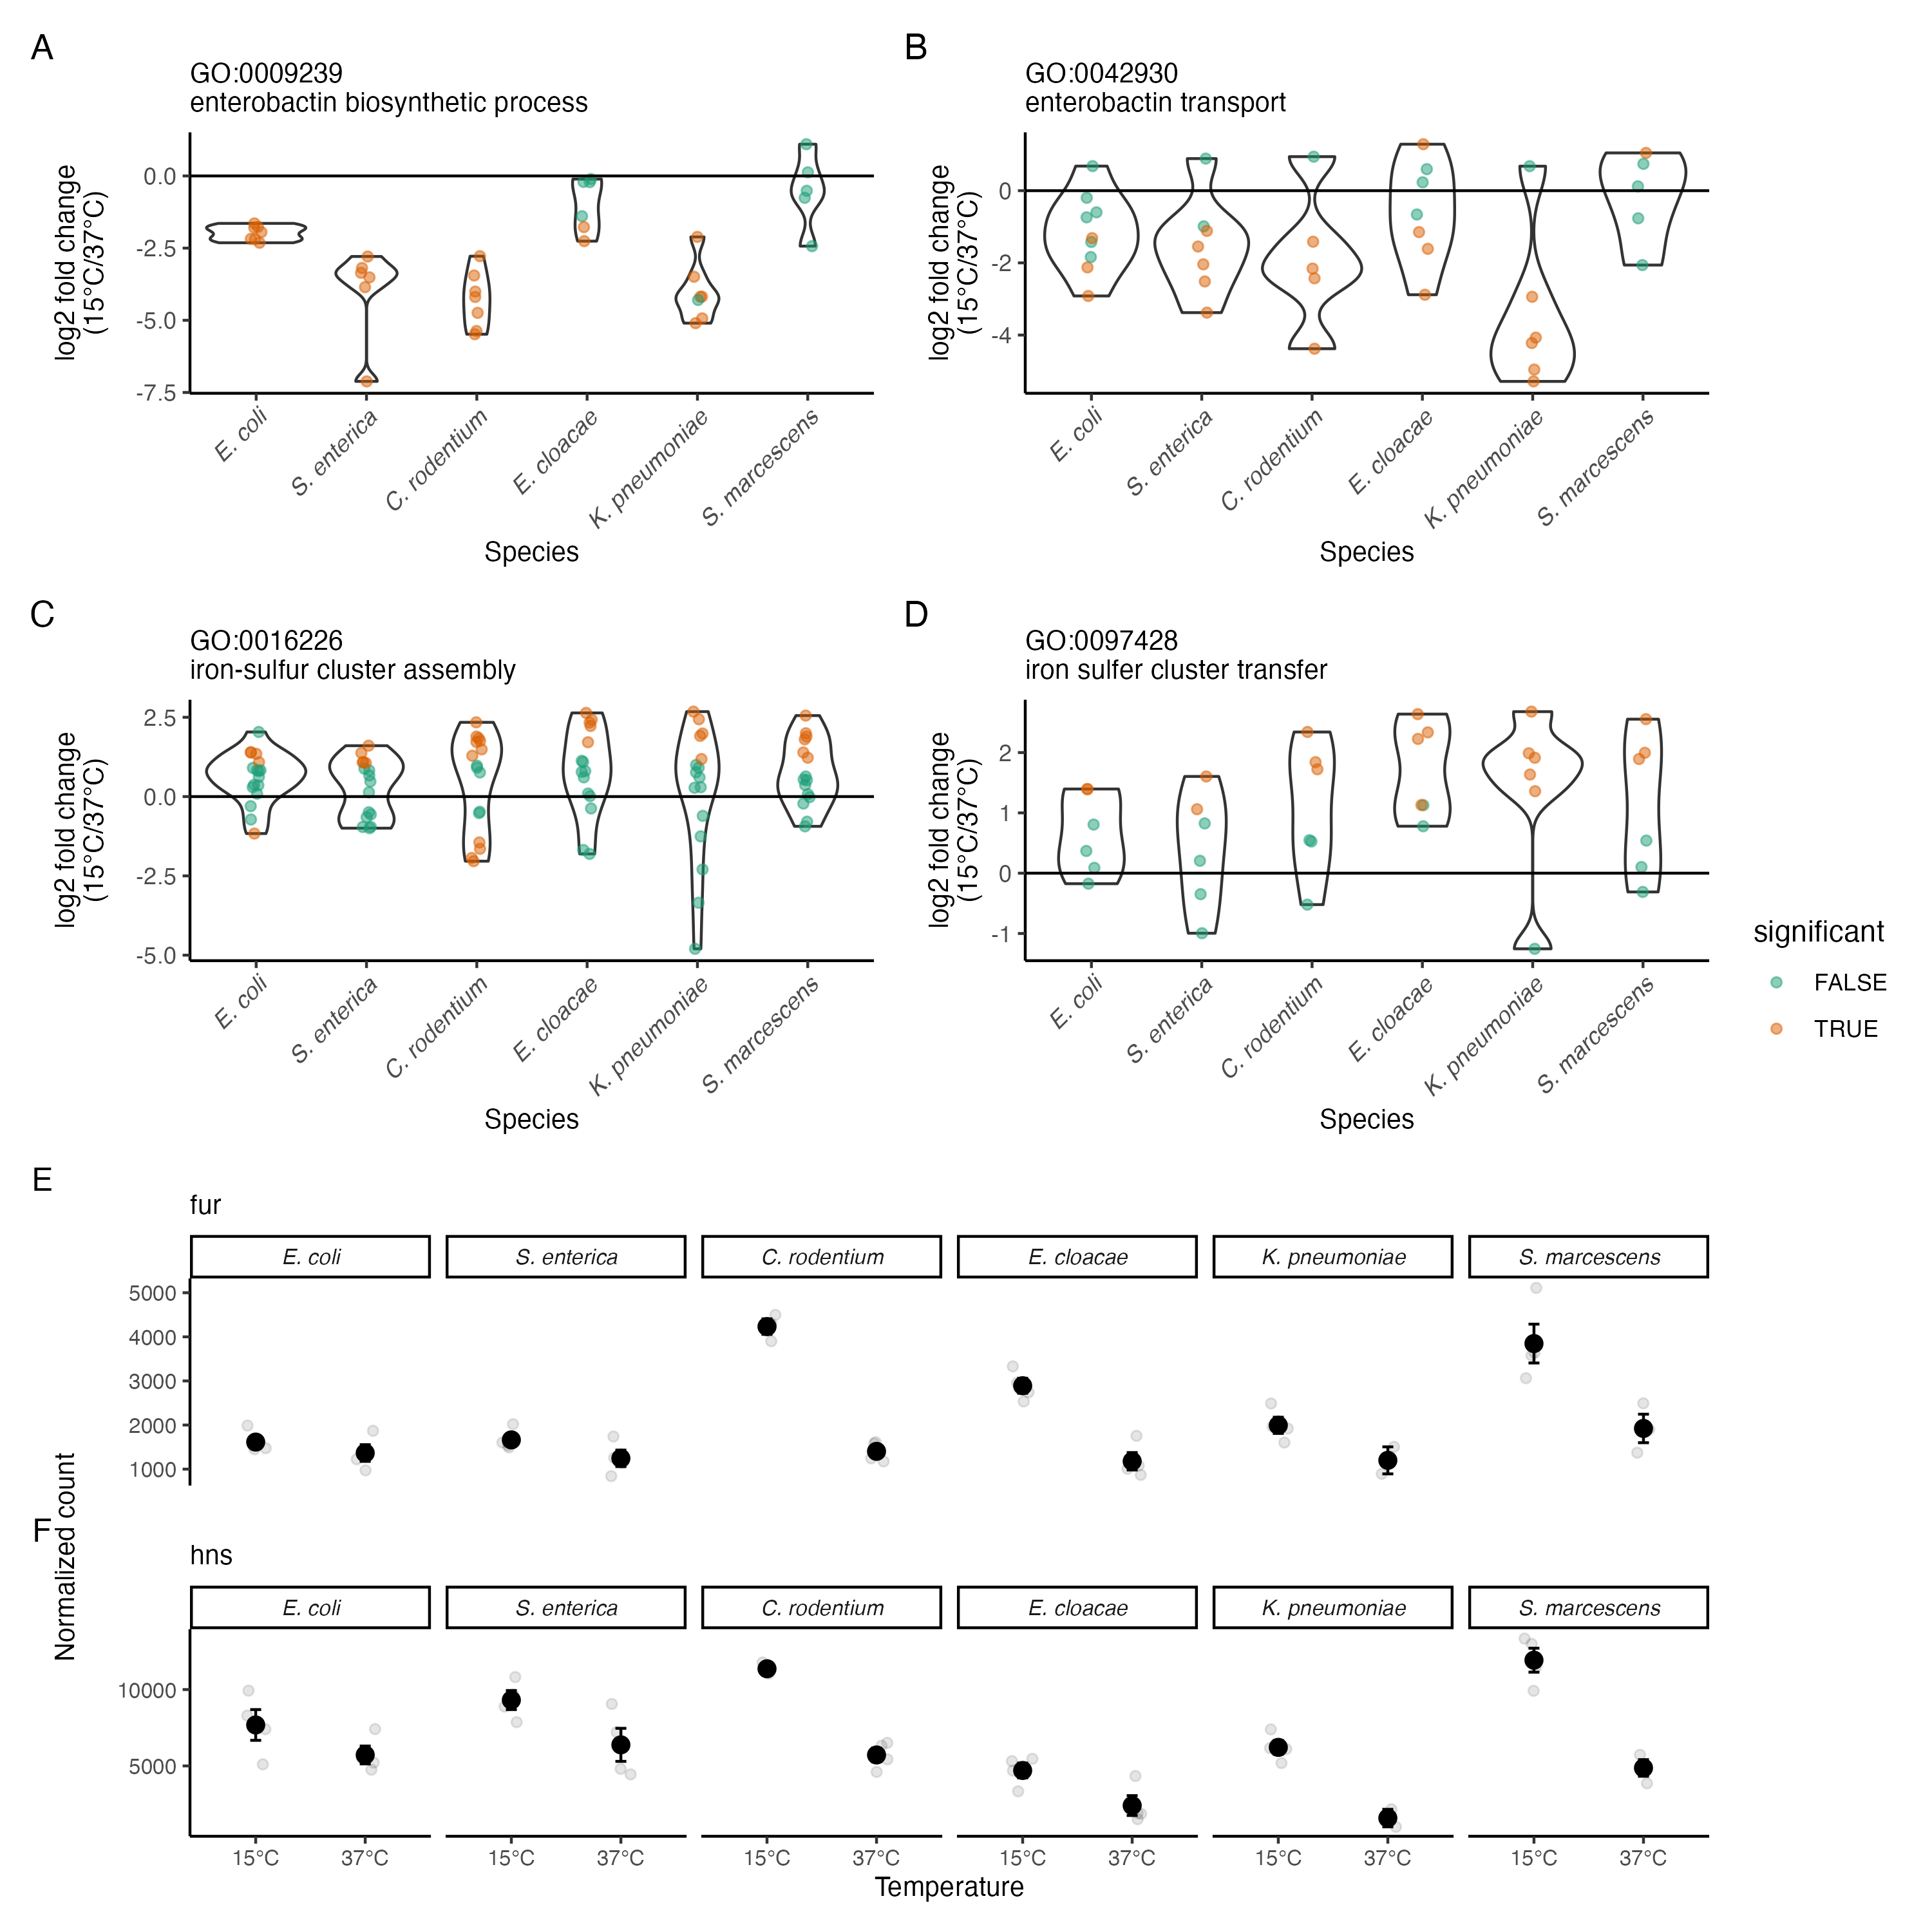 A
GO:0009239
enterobactin biosynthetic process
log2 fold change
(15°C/37°C)
0.0
-2.5
-5.0
-7.5
E. coli
S. enterica
C. rodentium
E. cloacae
K. pneumoniae
S. marcescens
Species
B
GO:0042930
enterobactin transport
log2 fold change
(15°C/37°C)
0
-2
-4
E. coli
S. enterica
C. rodentium
E. cloacae
K. pneumoniae
S. marcescens
Species
C
GO:0016226
iron-sulfur cluster assembly
log2 fold change
(15°C/37°C)
2.5
0.0
-2.5
-5.0
E. coli
S. enterica
C. rodentium
E. cloacae
K. pneumoniae
S. marcescens
Species
D
GO:0097428
iron sulfer cluster transfer
log2 fold change
(15°C/37°C)
2
1
0
-1
E. coli
S. enterica
C. rodentium
E. cloacae
K. pneumoniae
S. marcescens
Species
significant
FALSE
TRUE
E
fur
E. coli
S. enterica
C. rodentium
E. cloacae
K. pneumoniae
S. marcescens
5000
4000
3000
2000
1000
Normalized count
F
hns
E. coli
S. enterica
C. rodentium
E. cloacae
K. pneumoniae
S. marcescens
10000
5000
15°C 37°C 15°C 37°C 15°C 37°C 15°C 37°C 15°C 37°C 15°C 37°C
Temperature